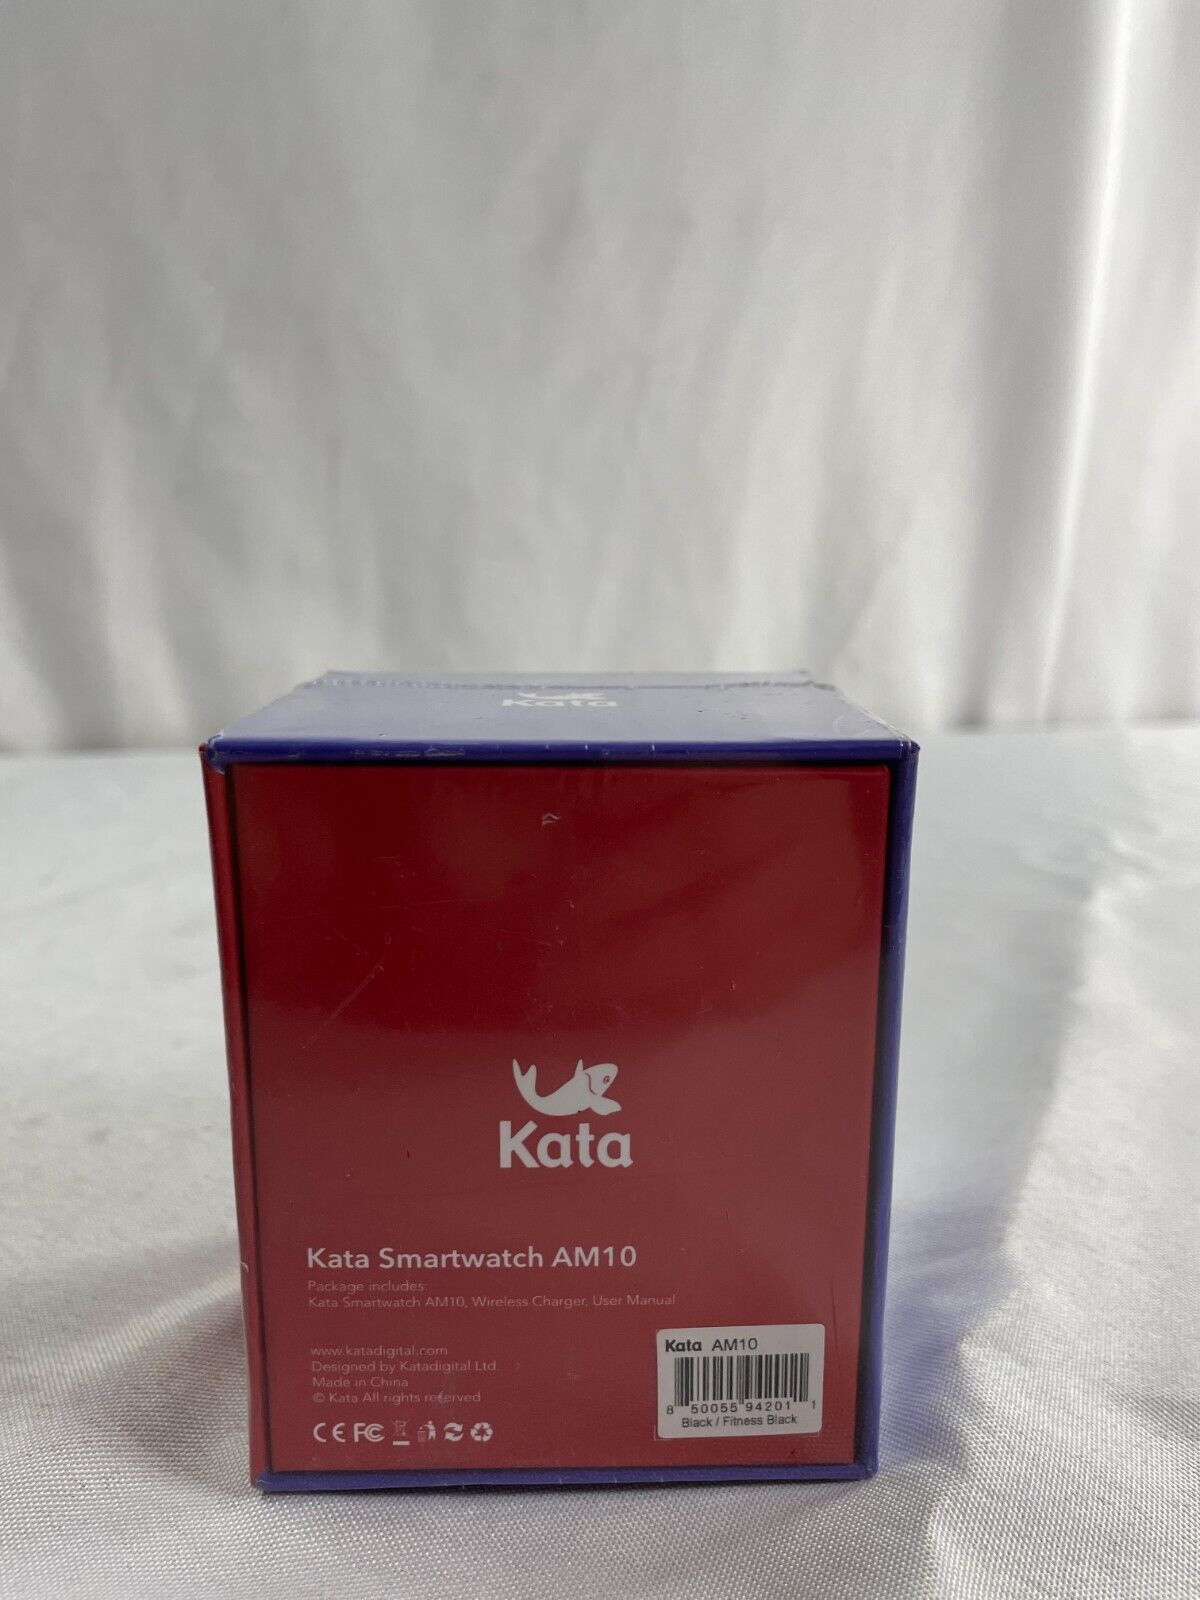 Kata
Kata
Kata Smartwatch AM10
Package includes:
Kata Smartwatch AM10, Wireless Charger, User Manual
www.katadigital.com
Designed by Katadigital Ltd.
Made in China
© Kata All rights reserved
CE FC
Kata AM10
8 50055 94201 1
Black / Fitness Black